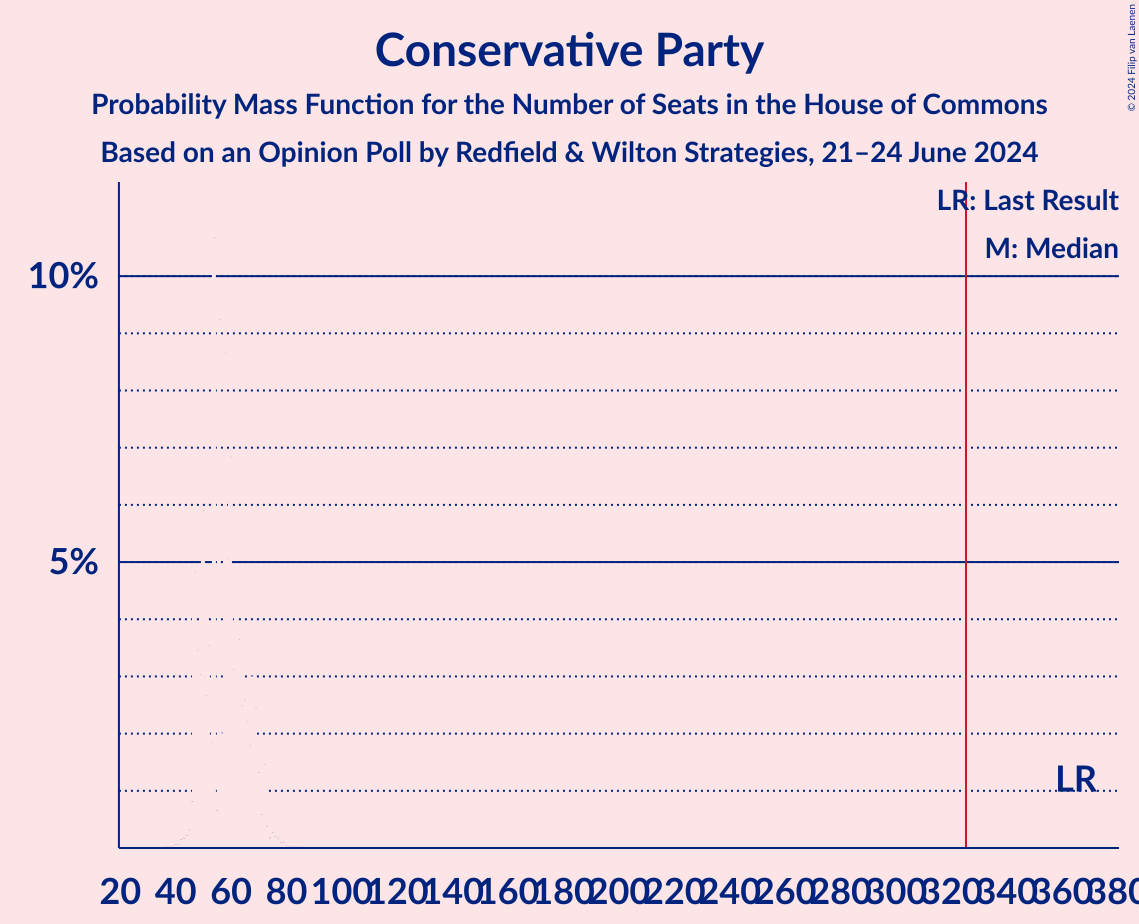 Conservative Party
Probability Mass Function for the Number of Seats in the House of Commons
Based on an Opinion Poll by Redfield & Wilton Strategies, 21–24 June 2024
© 2024 Filip van Laenen
LR: Last Result
M: Median
10%
5%
LR
20 40 60 80 100 120 140 160 180 200 220 240 260 280 300 320 340 360 380